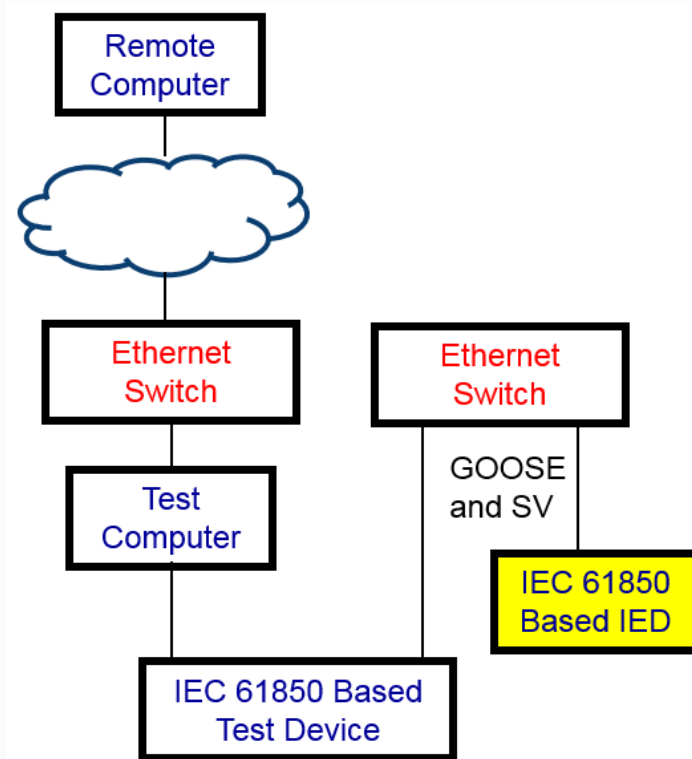 Remote
Computer
Ethernet
Switch
Ethernet
Switch
GOOSE
and SV
Test
Computer
IEC 61850
Based IED
IEC 61850 Based
Test Device